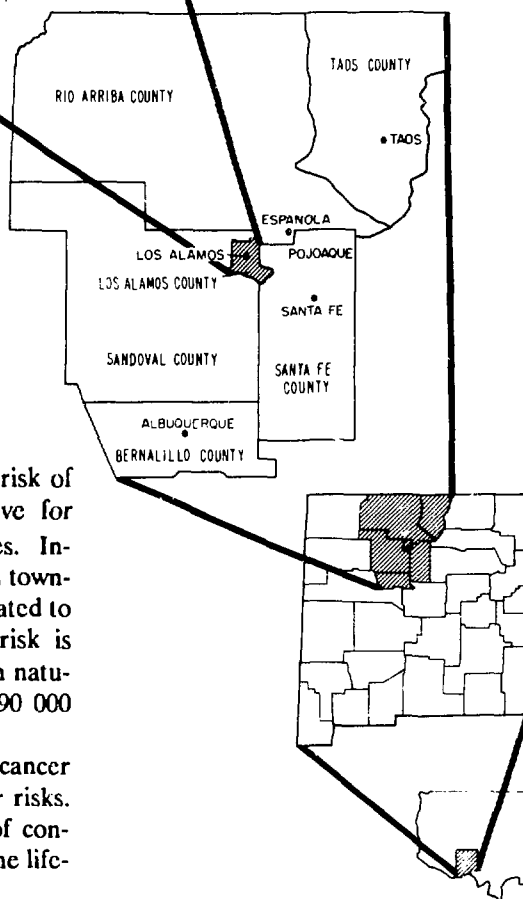 TAOS COUNTY
RIO ARRIBA COUNTY
TAOS
ESPANOLA
LOS ALAMOS
POJOAQUE
LOS ALAMOS COUNTY
SANTA FE
SANDOVAL COUNTY
SANTA FE
COUNTY
ALBUQUERQUE
BERNALILLO COUNTY
risk of
ve for
es. In-
town-
ated to
risk is
natu-
90 000
cancer
r risks.
of con-
ne life-